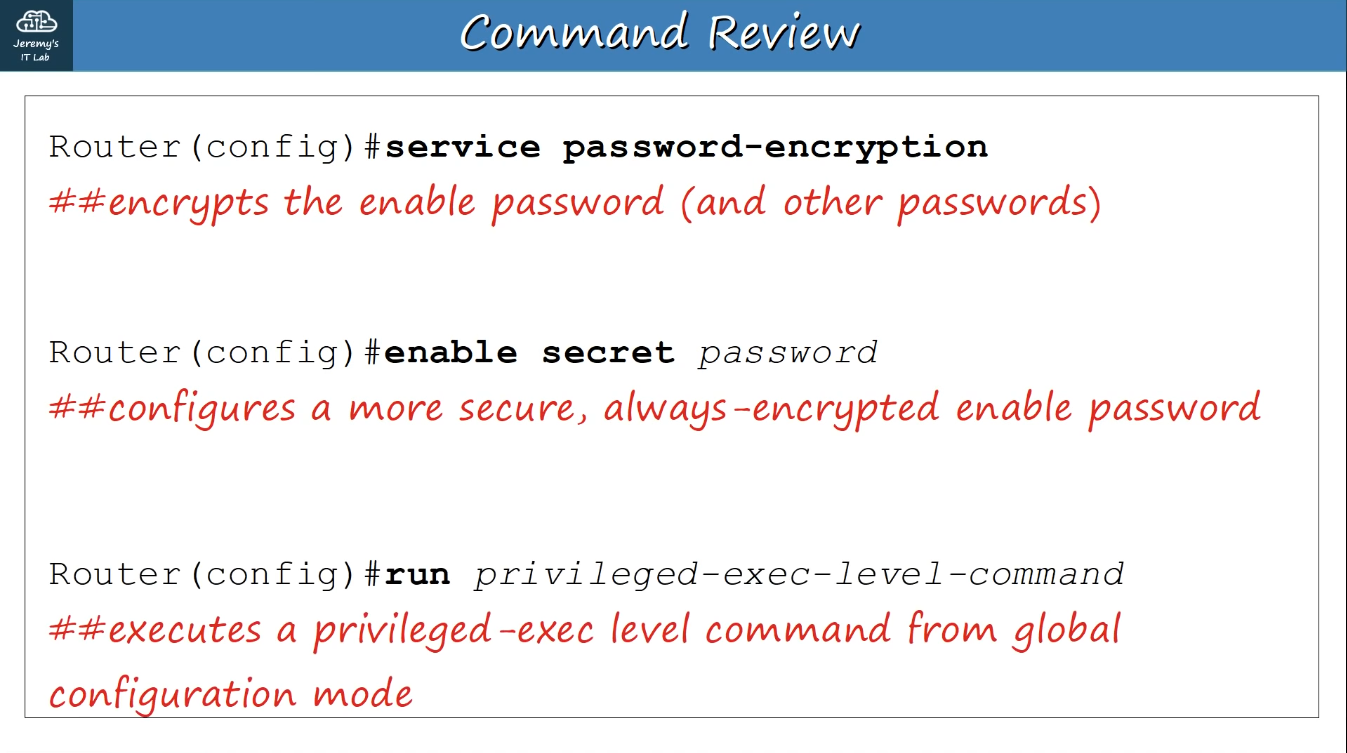 Jeremy's
IT Lab
Command Review
Router(config)#service password-encryption
##encrypts the enable password (and other passwords)
Router(config)#enable secret password
##configures a more secure, always-encrypted enable password
Router(config)#run privileged-exec-level-command
##executes a privileged-exec level command from global
configuration mode